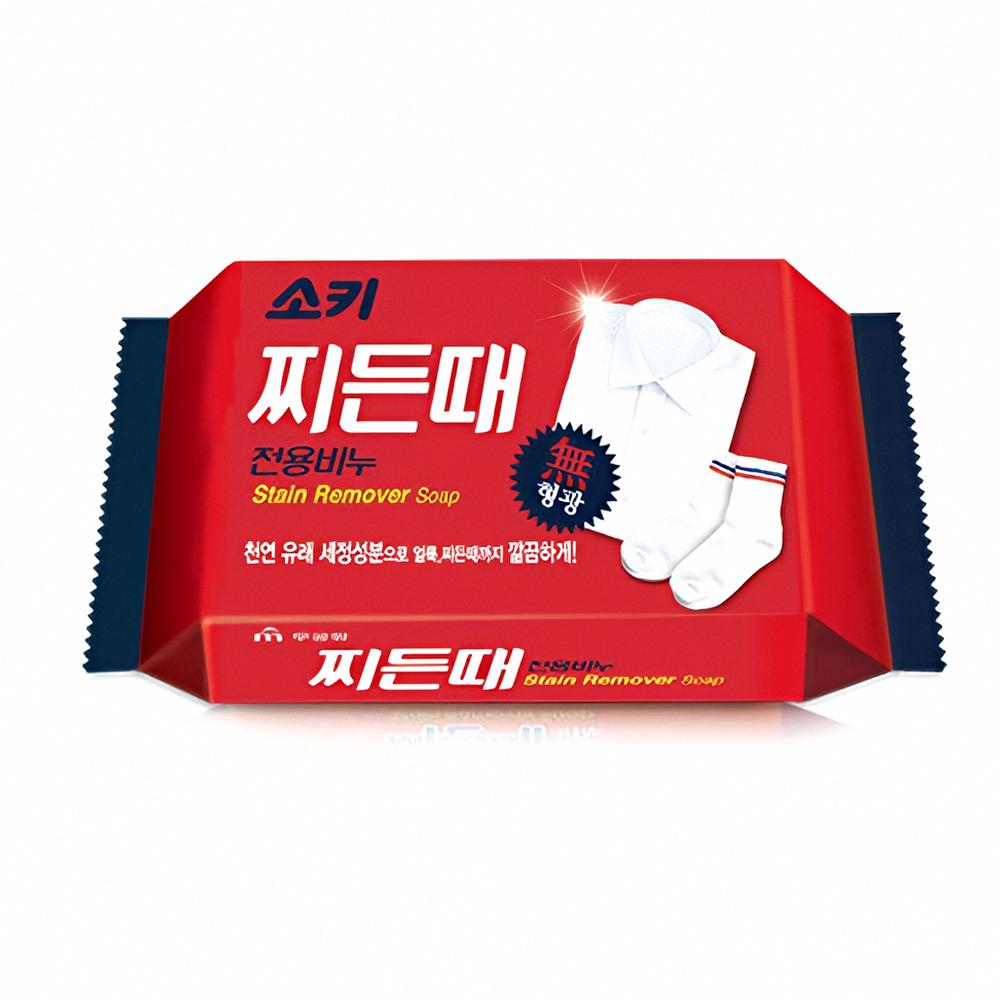 소키
찌든때
전용비누
Stain Remover Soap
無
형광
천연 유래 세정성분으로 얼룩, 찌든때까지 깔끔하게!
찌든때 전용비누
Stain Remover Soap